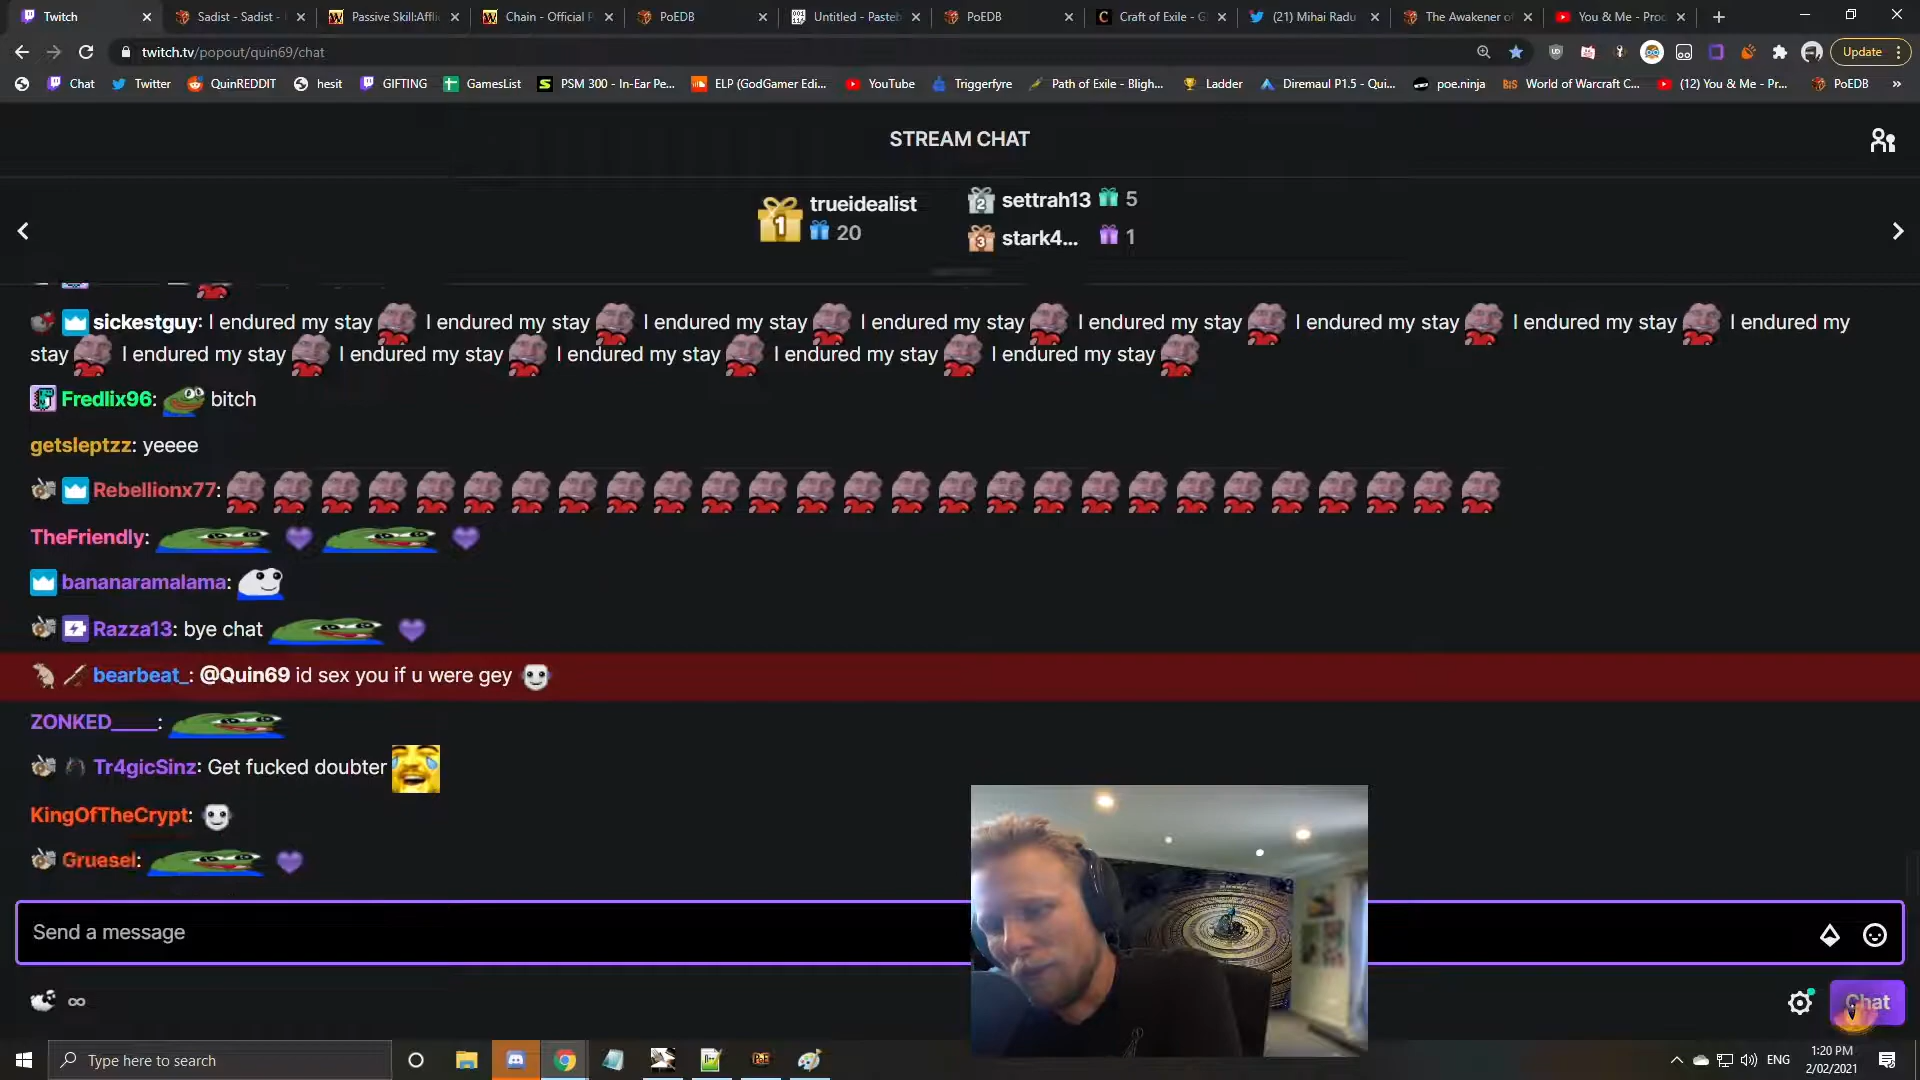 Twitch
Sadist - Sadist -
Passive Skill:Affli
Chain - Official P
PoEDB
Untitled - Pasteb
PoEDB
Craft of Exile - G
(21) Mihai Radu
The Awakener o
You & Me - Proc
twitch.tv/popout/quin69/chat
Update
Chat
Twitter
QuinREDDIT
hesit
GIFTING
GamesList
PSM 300 - In-Ear Pe...
ELP (GodGamer Edi...
YouTube
Triggerfyre
Path of Exile - Bligh...
Ladder
Diremaul P1.5 - Qui...
poe.ninja
World of Warcraft C...
(12) You & Me - Pr...
PoEDB
STREAM CHAT
1 trueidealist
20
2 settrah13 5
3 stark4... 1
sickestguy: I endured my stay I endured my stay I endured my stay I endured my stay I endured my stay I endured my stay I endured my stay I endured my
stay I endured my stay I endured my stay I endured my stay I endured my stay I endured my stay
Fredlix96: bitch
getsleptzz: yeeee
Rebellionx77:
TheFriendly:
bananaramalama:
Razza13: bye chat
bearbeat_: @Quin69 id sex you if u were gey
ZONKED_____:
Tr4gicSinz: Get fucked doubter
KingOfTheCrypt:
Gruesel:
Send a message
∞
Chat
Type here to search
ENG
1:20 PM
2/02/2021